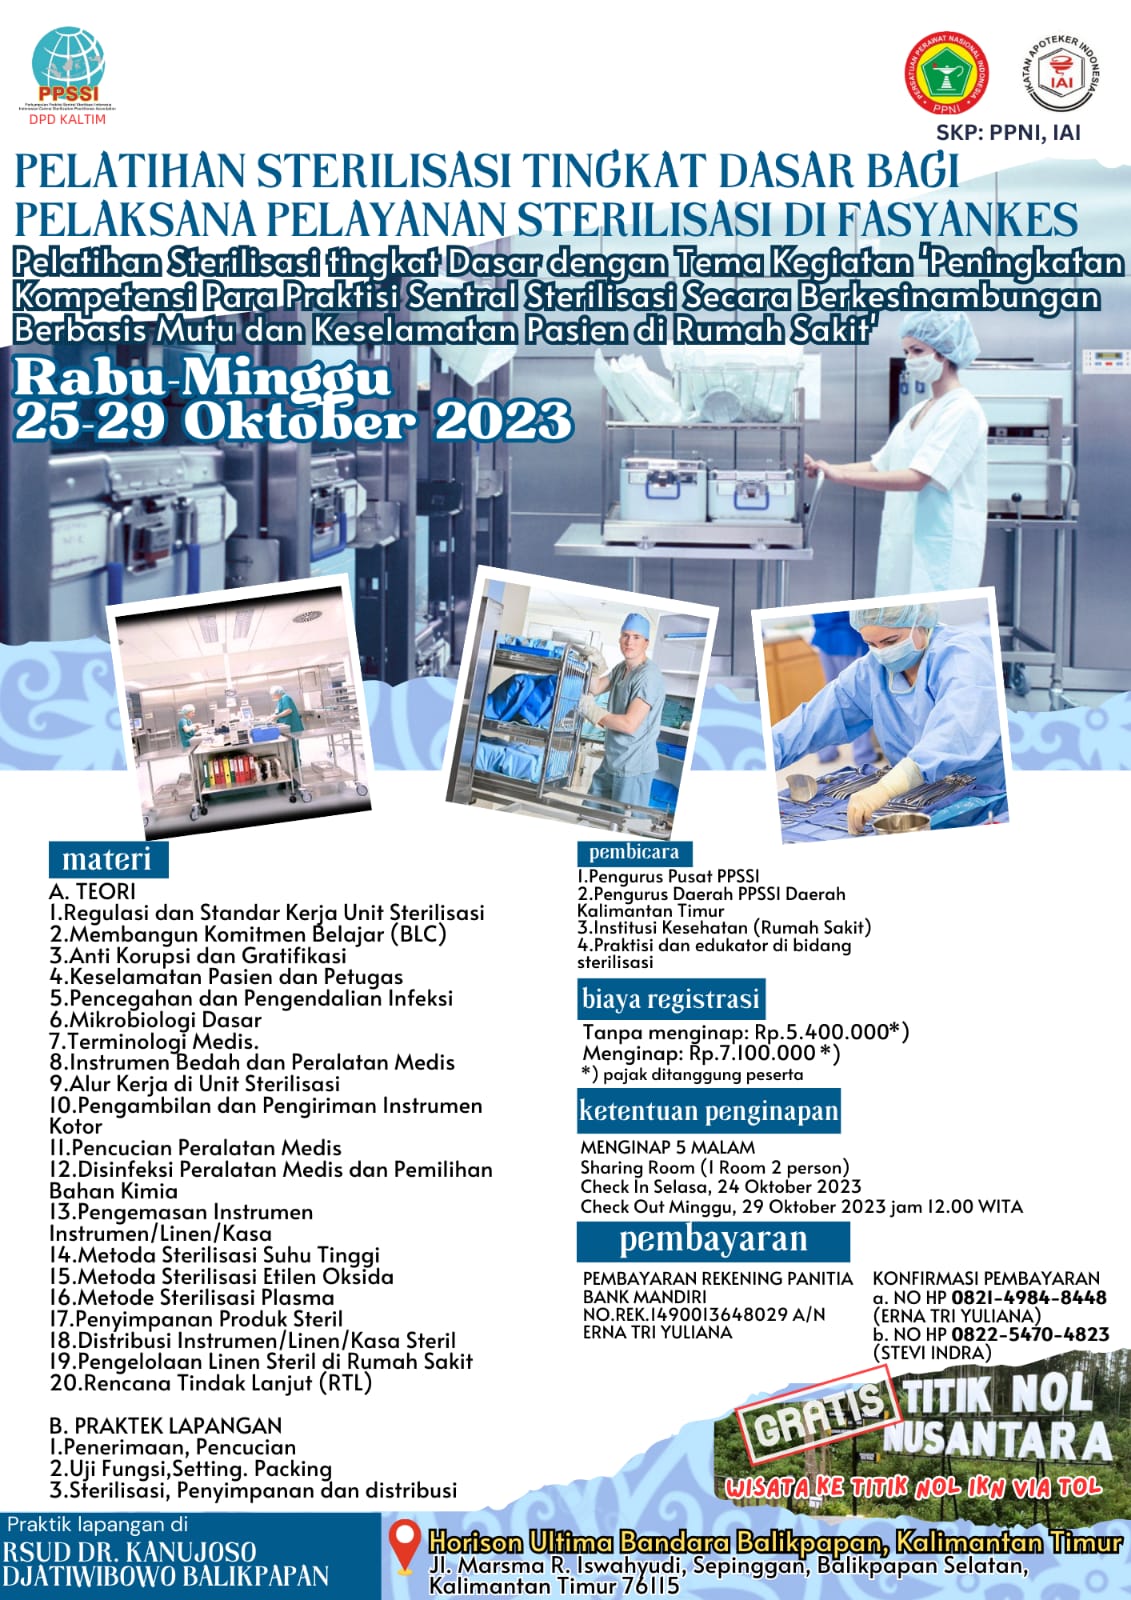 PPSSI
DPD KALTIM
PERSATUAN PERAWAT NASIONAL INDONESIA
PPNI
IKATAN APOTEKER INDONESIA
IAI
SKP: PPNI, IAI
PELATIHAN STERILISASI TINGKAT DASAR BAGI
PELAKSANA PELAYANAN STERILISASI DI FASYANKES
Pelatihan Sterilisasi tingkat Dasar dengan Tema Kegiatan 'Peningkatan
Kompetensi Para Praktisi Sentral Sterilisasi Secara Berkesinambungan
Berbasis Mutu dan Keselamatan Pasien di Rumah Sakit'
Rabu-Minggu
25-29 Oktober 2023
materi
A. TEORI
1.Regulasi dan Standar Kerja Unit Sterilisasi
2.Membangun Komitmen Belajar (BLC)
3.Anti Korupsi dan Gratifikasi
4.Keselamatan Pasien dan Petugas
5.Pencegahan dan Pengendalian Infeksi
6.Mikrobiologi Dasar
7.Terminologi Medis.
8.Instrumen Bedah dan Peralatan Medis
9.Alur Kerja di Unit Sterilisasi
10.Pengambilan dan Pengiriman Instrumen
Kotor
11.Pencucian Peralatan Medis
12.Disinfeksi Peralatan Medis dan Pemilihan
Bahan Kimia
13.Pengemasan Instrumen
Instrumen/Linen/Kasa
14.Metoda Sterilisasi Suhu Tinggi
15.Metoda Sterilisasi Etilen Oksida
16.Metode Sterilisasi Plasma
17.Penyimpanan Produk Steril
18.Distribusi Instrumen/Linen/Kasa Steril
19.Pengelolaan Linen Steril di Rumah Sakit
20.Rencana Tindak Lanjut (RTL)
B. PRAKTEK LAPANGAN
1.Penerimaan, Pencucian
2.Uji Fungsi,Setting. Packing
3.Sterilisasi, Penyimpanan dan distribusi
pembicara
1.Pengurus Pusat PPSSI
2.Pengurus Daerah PPSSI Daerah
Kalimantan Timur
3.Institusi Kesehatan (Rumah Sakit)
4.Praktisi dan edukator di bidang
sterilisasi
biaya registrasi
Tanpa menginap: Rp.5.400.000*)
Menginap: Rp.7.100.000 *)
*) pajak ditanggung peserta
ketentuan penginapan
MENGINAP 5 MALAM
Sharing Room (1 Room 2 person)
Check In Selasa, 24 Oktober 2023
Check Out Minggu, 29 Oktober 2023 jam 12.00 WITA
pembayaran
PEMBAYARAN REKENING PANITIA
BANK MANDIRI
NO.REK.1490013648029 A/N
ERNA TRI YULIANA
KONFIRMASI PEMBAYARAN
a. NO HP 0821-4984-8448
(ERNA TRI YULIANA)
b. NO HP 0822-5470-4823
(STEVI INDRA)
GRATIS
TITIK NOL
NUSANTARA
WISATA KE TITIK NOL IKN VIA TOL
Praktik lapangan di
RSUD DR. KANUJOSO
DJATIWIBOWO BALIKPAPAN
Horison Ultima Bandara Balikpapan, Kalimantan Timur
Jl. Marsma R. Iswahyudi, Sepinggan, Balikpapan Selatan,
Kalimantan Timur 76115